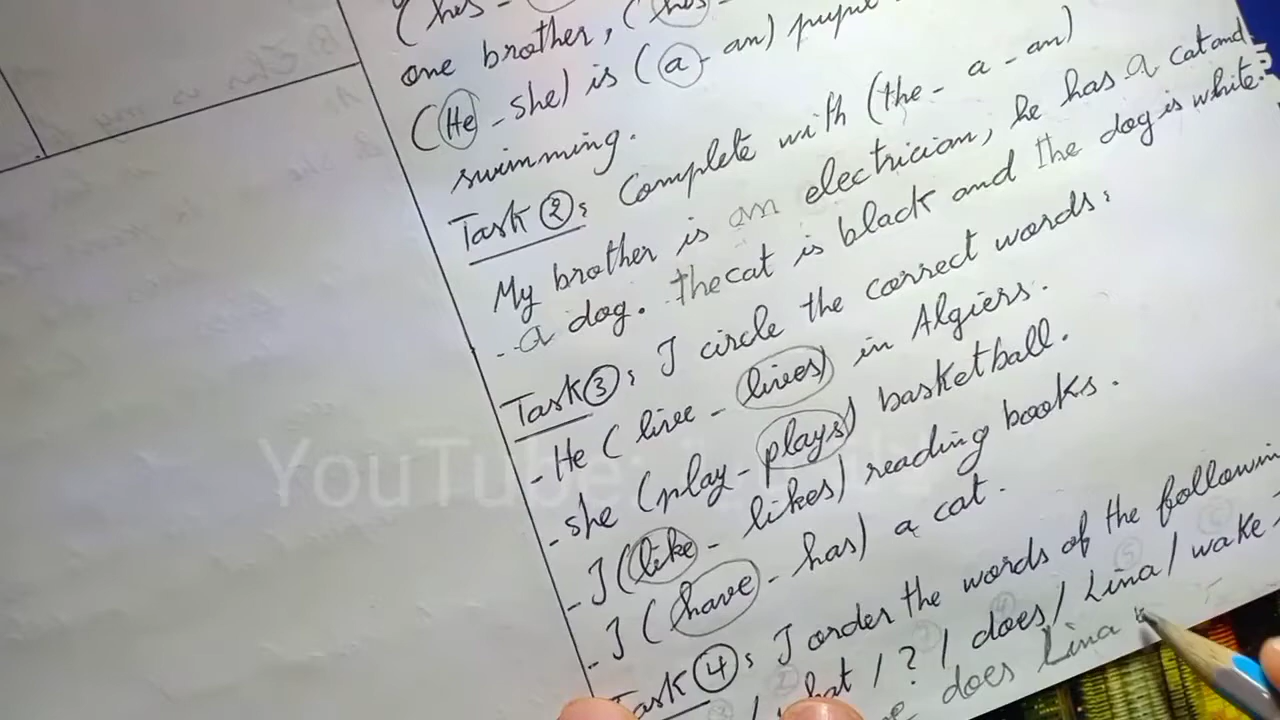 (has -
one brother, (has -
(He - she) is (a - an) pupil
swimming.
Task ②: Complete with (the - a - an)
My brother is an electrician, he has a cat and
a dog. the cat is black and the dog is white.
Task ③: I circle the correct words:
- He (live - lives) in Algiers.
- she (play - plays) basketball.
- I (like - likes) reading books.
- I (have - has) a cat.
Task ④: I order the words of the following
/ ? / does / Lina / wake -
does Lina
YouTube: